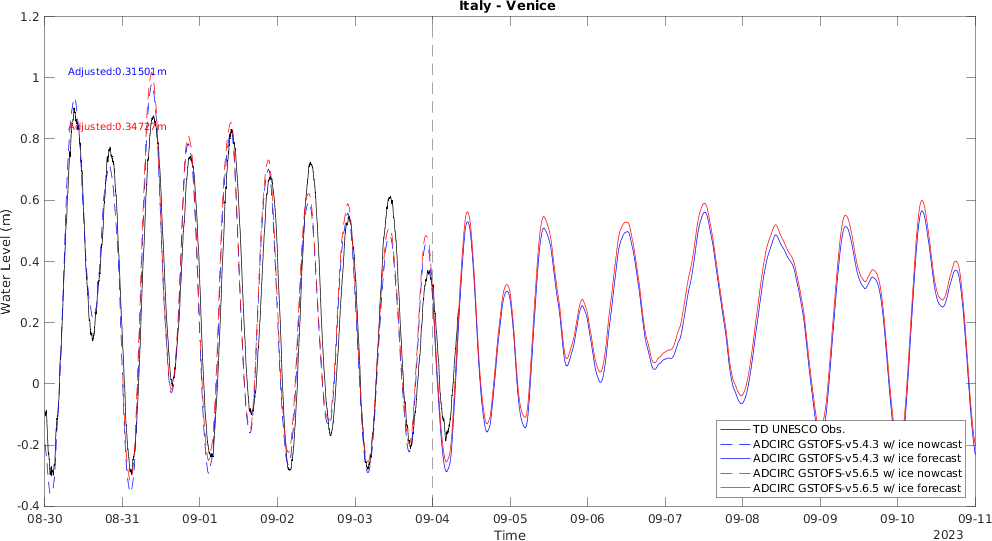 Italy - Venice
1.2
1
0.8
0.6
0.4
0.2
0
-0.2
-0.4
Water Level (m)
Adjusted:0.31501m
Adjusted:0.3472 m
TD UNESCO Obs.
ADCIRC GSTOFS-v5.4.3 w/ ice nowcast
ADCIRC GSTOFS-v5.4.3 w/ ice forecast
ADCIRC GSTOFS-v5.6.5 w/ ice nowcast
ADCIRC GSTOFS-v5.6.5 w/ ice forecast
08-30 08-31 09-01 09-02 09-03 09-04 09-05 09-06 09-07 09-08 09-09 09-10 09-11
Time
2023